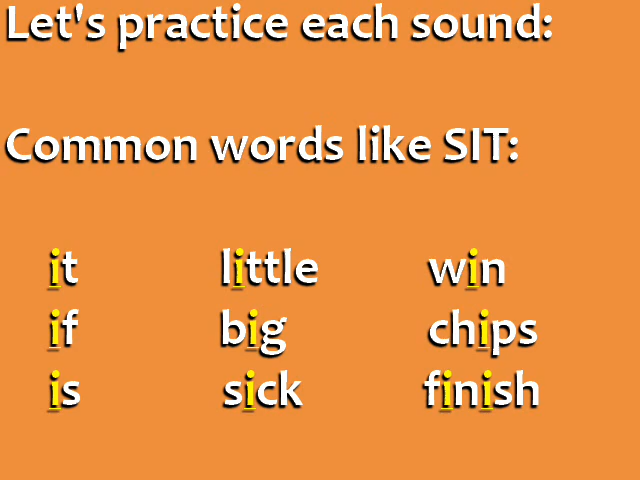 Let's practice each sound:
Common words like SIT:
it little win
if big chips
is sick finish